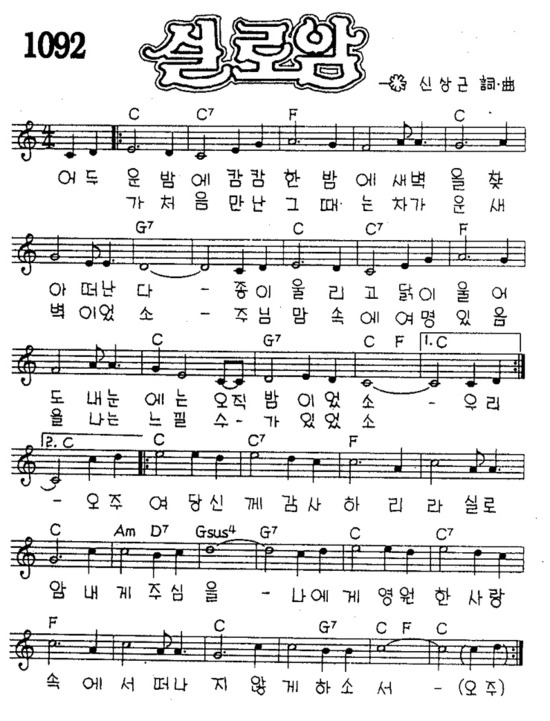 1092
실로암
신상근 詞·曲
C C7 F C
어두 운밤에캄캄 한밤 에새벽 을찾
가처음만난그때 는차가 운새
G7 C C7 F
아 떠난 다 - 종이울리고닭이울어
벽이었소 - 주님맘속에여명있음
C G7 C F 1. C
도 내눈에는오직밤이었소 - 우리
을 나는느낄 수- 가있었소
2. C C C7 F
- 오주 여당신께감사하리라실로
C Am D7 Gsus4 G7 C C7
암내게주심을 - 나에게영원한사랑
F C G7 C F C
속에서떠나지않게하소서 - (오주)